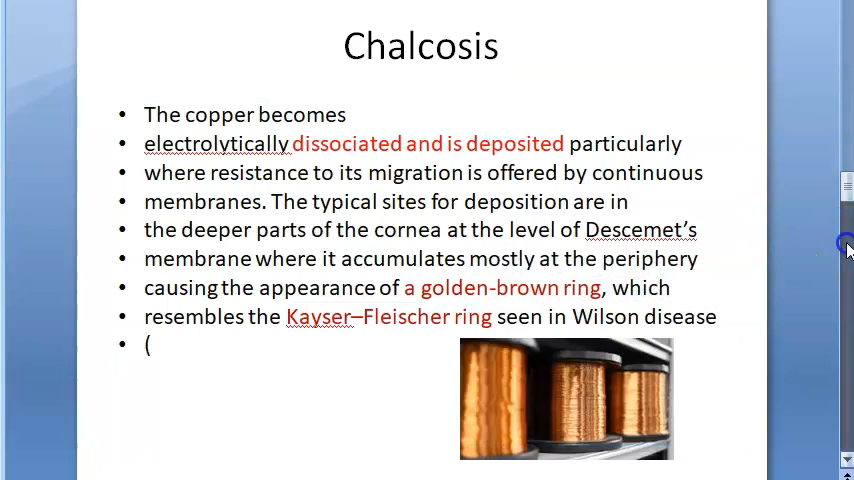 Chalcosis
• The copper becomes
• electrolytically dissociated and is deposited particularly
• where resistance to its migration is offered by continuous
• membranes. The typical sites for deposition are in
• the deeper parts of the cornea at the level of Descemet's
• membrane where it accumulates mostly at the periphery
• causing the appearance of a golden-brown ring, which
• resembles the Kayser–Fleischer ring seen in Wilson disease
• (